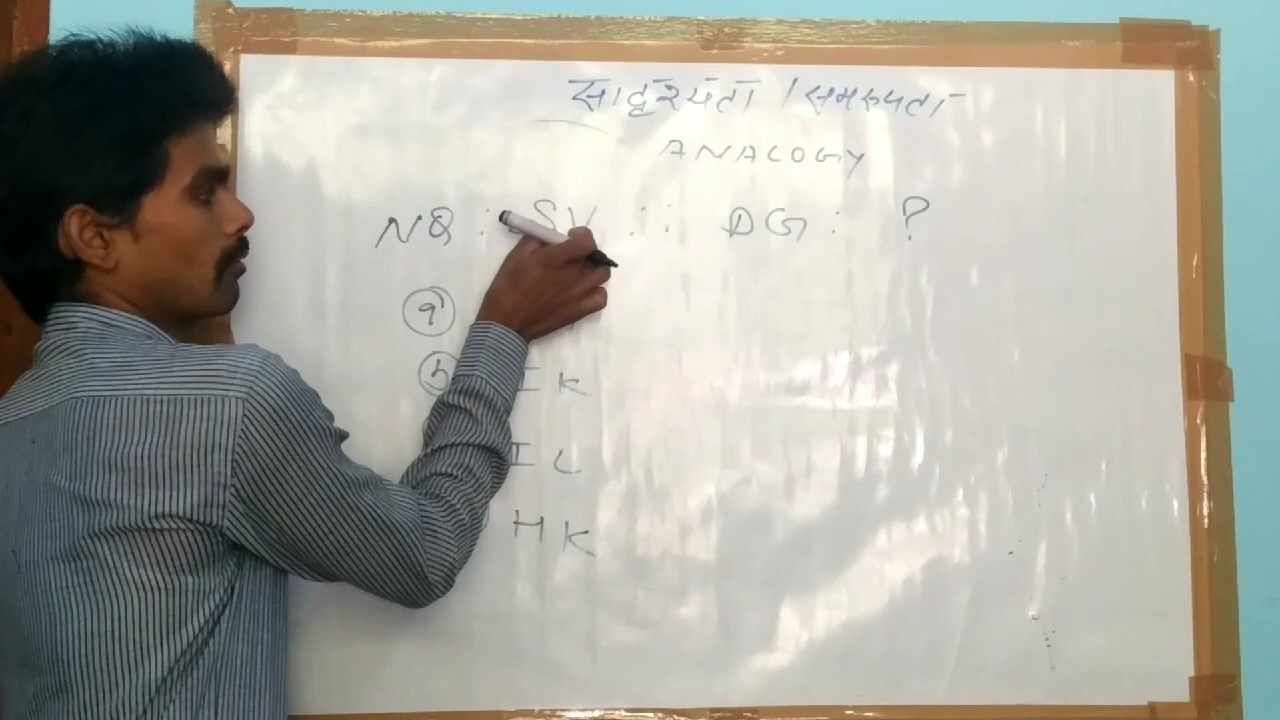 सादृश्यता / समरूपता
ANALOGY
NQ : SV :: DG : ?
a
b IK
IL
HK